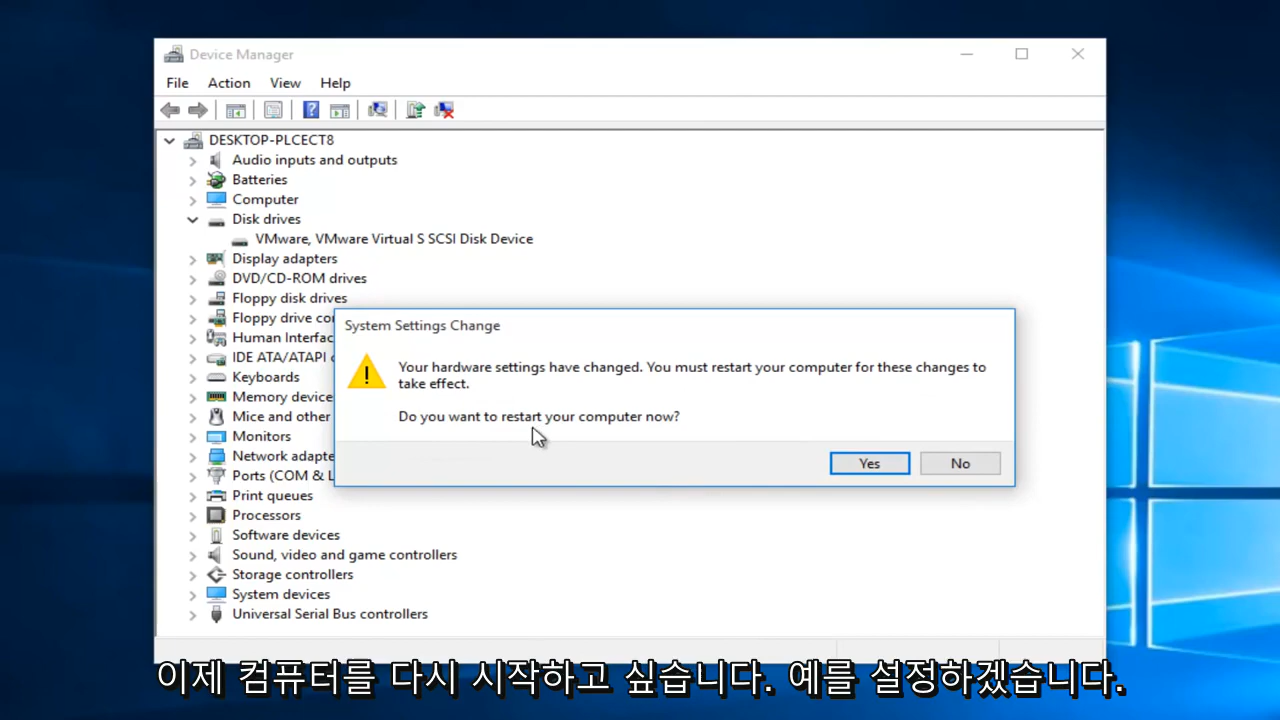 Device Manager
File Action View Help
DESKTOP-PLCECT8
Audio inputs and outputs
Batteries
Computer
Disk drives
VMware, VMware Virtual S SCSI Disk Device
Display adapters
DVD/CD-ROM drives
Floppy disk drives
Floppy drive
Human
IDE ATA/ATAPI
Keyboards
Memory
Mice and other
Monitors
Network
Ports (COM &
Print queues
Processors
Software devices
Sound, video and game controllers
Storage controllers
System devices
Universal Serial Bus controllers
System Settings Change
Your hardware settings have changed. You must restart your computer for these changes to
take effect.
Do you want to restart your computer now?
Yes No
이제 컴퓨터를 다시 시작하고 싶습니다. 예를 설정하겠습니다.